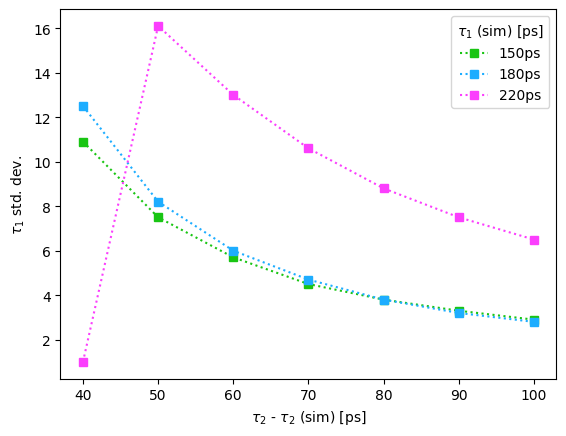 τ1 (sim) [ps]
150ps
180ps
220ps
16
14
12
10
8
6
4
2
τ1 std. dev.
40 50 60 70 80 90 100
τ2 - τ2 (sim) [ps]